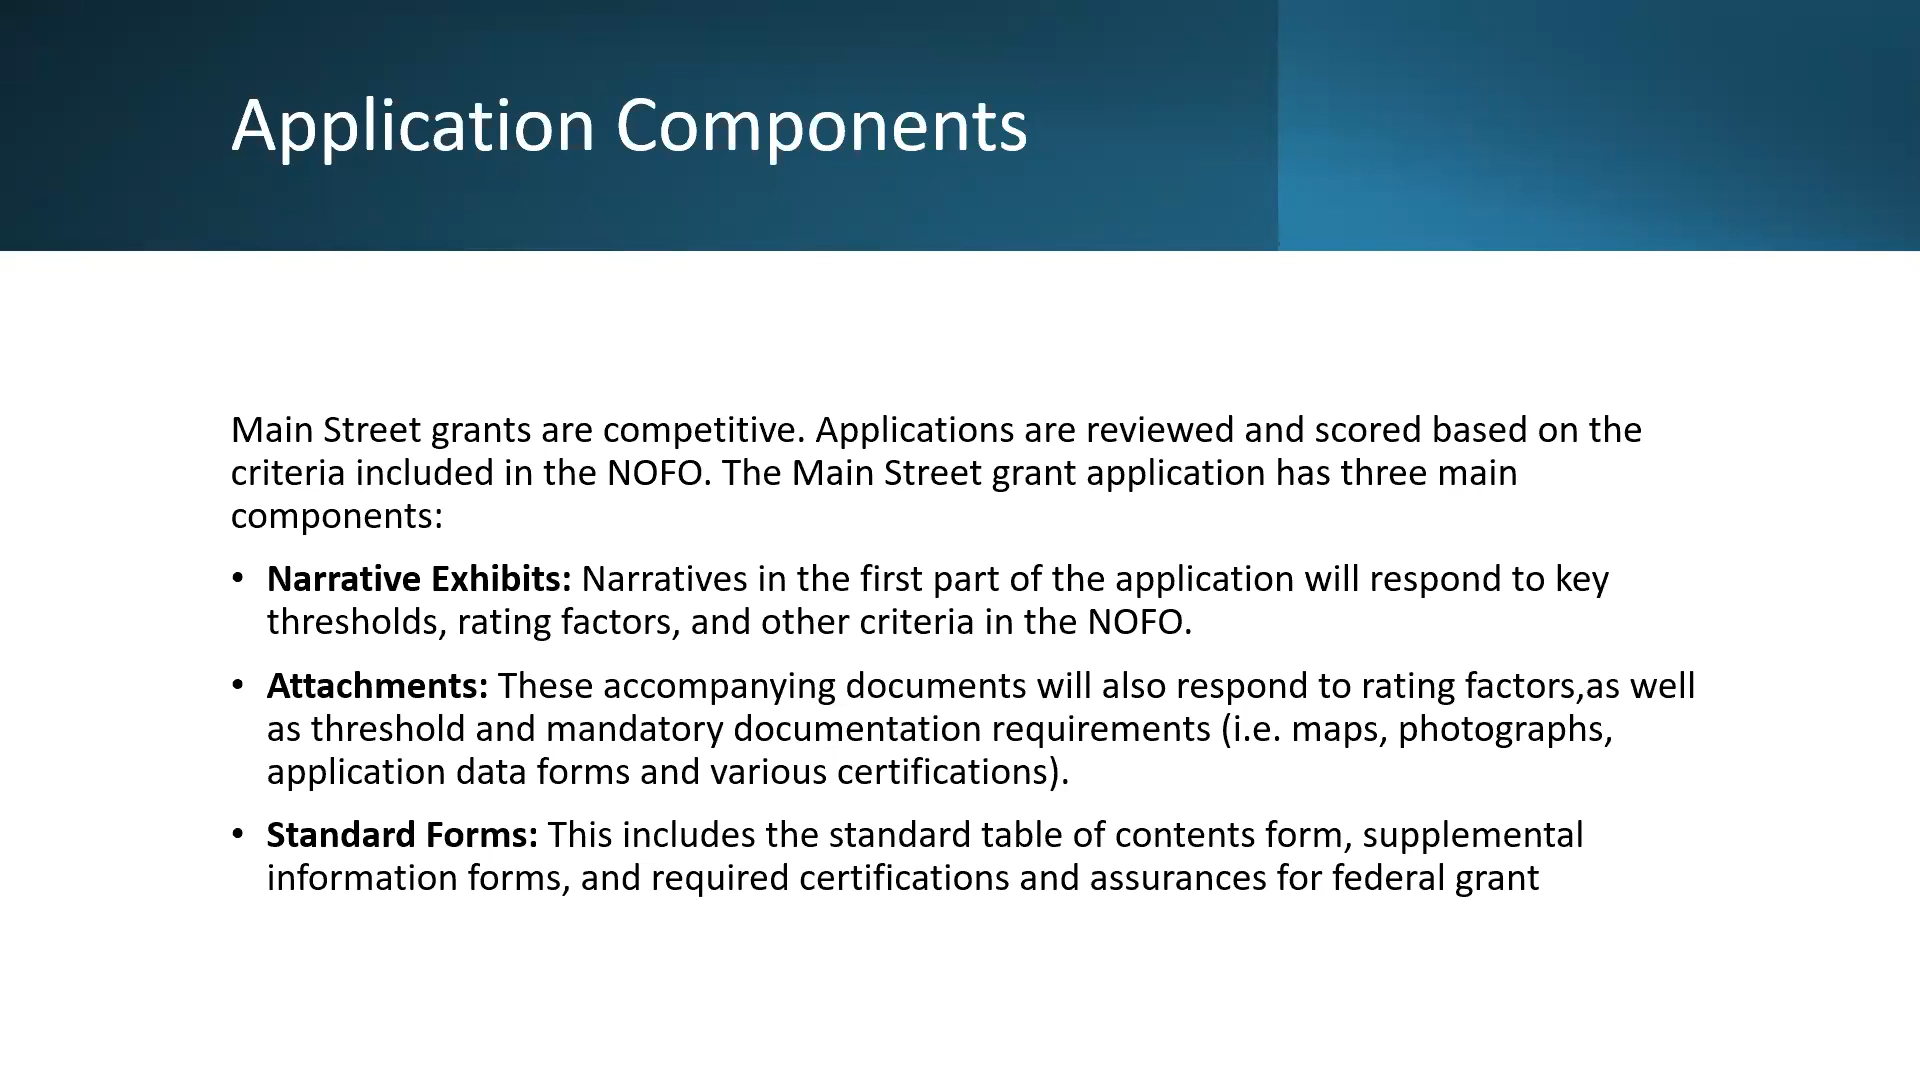 Application Components
Main Street grants are competitive. Applications are reviewed and scored based on the
criteria included in the NOFO. The Main Street grant application has three main
components:
• Narrative Exhibits: Narratives in the first part of the application will respond to key
thresholds, rating factors, and other criteria in the NOFO.
• Attachments: These accompanying documents will also respond to rating factors,as well
as threshold and mandatory documentation requirements (i.e. maps, photographs,
application data forms and various certifications).
• Standard Forms: This includes the standard table of contents form, supplemental
information forms, and required certifications and assurances for federal grant